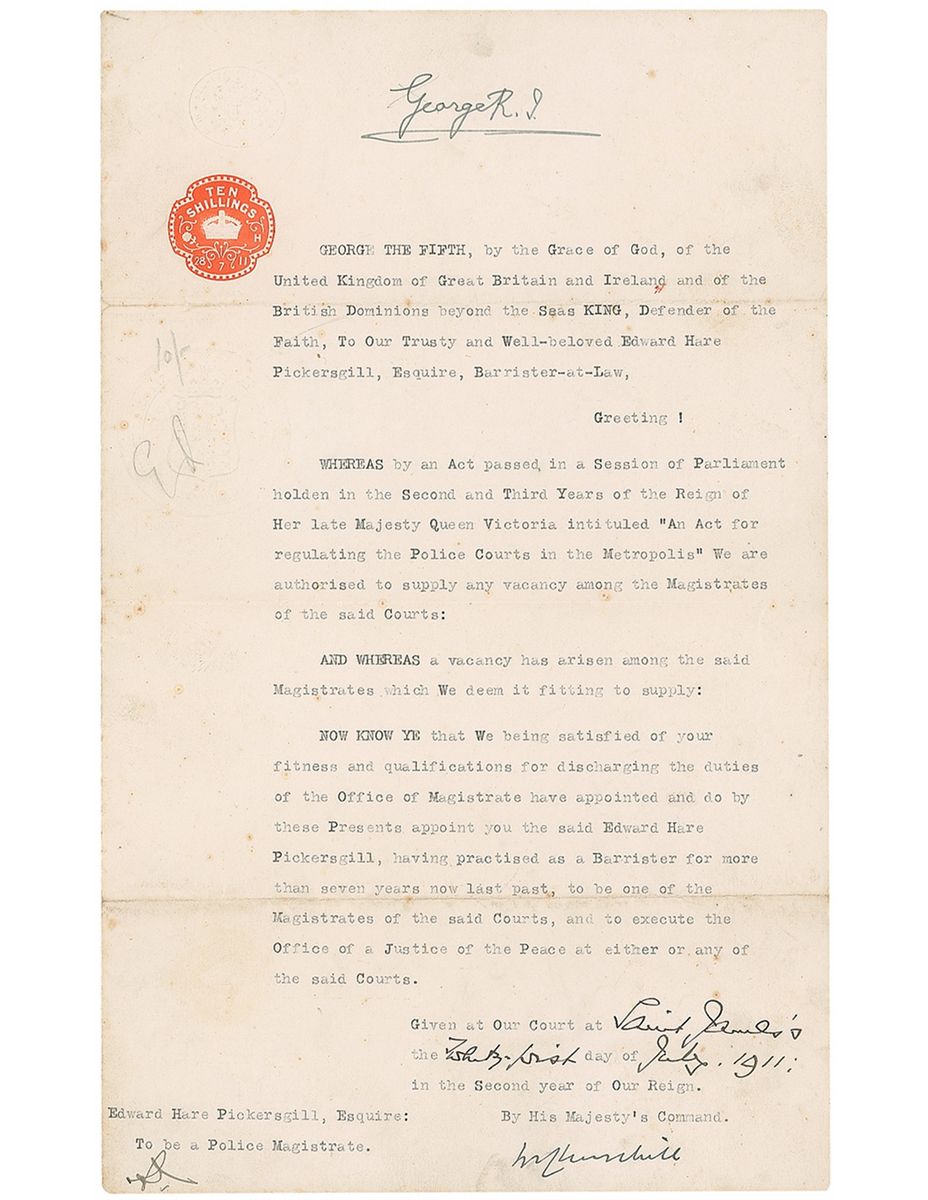 George R. I.
TEN
SHILLINGS
H
28 7 11
GEORGE THE FIFTH, by the Grace of God, of the
United Kingdom of Great Britain and Ireland and of the
British Dominions beyond the Seas KING, Defender of the
Faith, To Our Trusty and Well-beloved Edward Hare
10/-
Pickersgill, Esquire, Barrister-at-Law,
Greeting !
WHEREAS by an Act passed in a Session of Parliament
holden in the Second and Third Years of the Reign of
Her late Majesty Queen Victoria intituled "An Act for
regulating the Police Courts in the Metropolis" We are
authorised to supply any vacancy among the Magistrates
of the said Courts:
AND WHEREAS a vacancy has arisen among the said
Magistrates which We deem it fitting to supply:
NOW KNOW YE that We being satisfied of your
fitness and qualifications for discharging the duties
of the Office of Magistrate have appointed and do by
these Presents appoint you the said Edward Hare
Pickersgill, having practised as a Barrister for more
than seven years now last past, to be one of the
Magistrates of the said Courts, and to execute the
Office of a Justice of the Peace at either or any of
the said Courts.
Given at Our Court at Saint James's
the Twenty-first day of July. 1911:
in the Second year of Our Reign.
Edward Hare Pickersgill, Esquire:
By His Majesty's Command.
To be a Police Magistrate.
WSChurchill